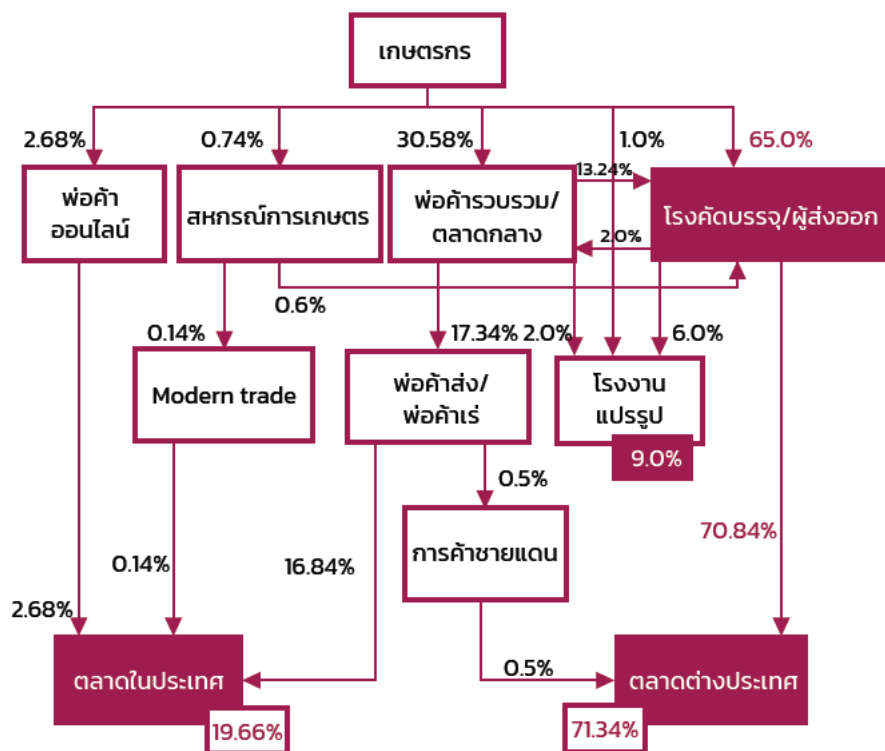 เกษตรกร
2.68%
0.74%
30.58%
1.0%
65.0%
พ่อค้า
ออนไลน์
สหกรณ์การเกษตร
พ่อค้ารวบรวม/
ตลาดกลาง
13.24%
2.0%
โรงคัดบรรจุ/ผู้ส่งออก
0.6%
0.14%
17.34%
2.0%
6.0%
Modern trade
พ่อค้าส่ง/
พ่อค้าเร่
โรงงาน
แปรรูป
9.0%
0.5%
การค้าชายแดน
70.84%
0.14%
16.84%
2.68%
ตลาดในประเทศ
19.66%
0.5%
ตลาดต่างประเทศ
71.34%